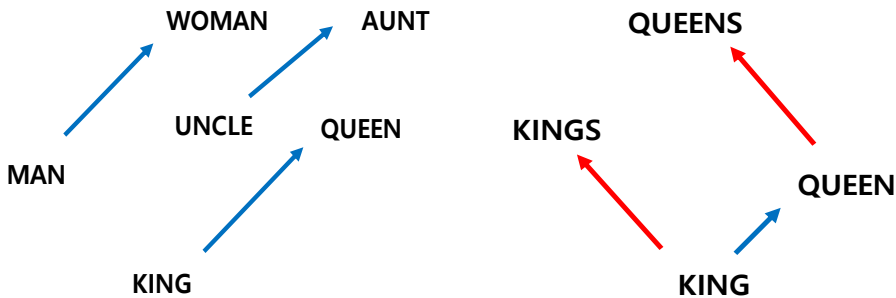 WOMAN
AUNT
UNCLE
QUEEN
MAN
KING
QUEENS
KINGS
QUEEN
KING